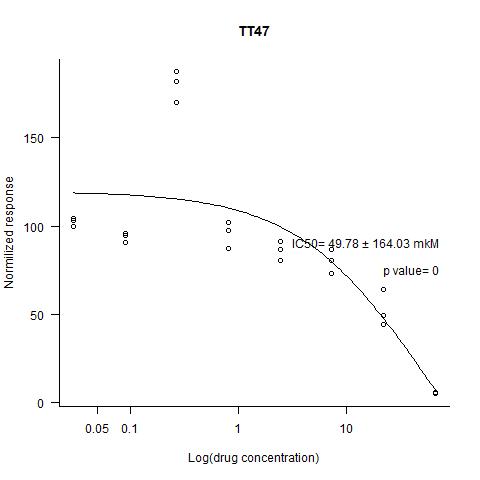 TT47
Normilized response
150
100
50
0
IC50= 49.78 ± 164.03 mkM
p value= 0
0.05 0.1 1 10
Log(drug concentration)